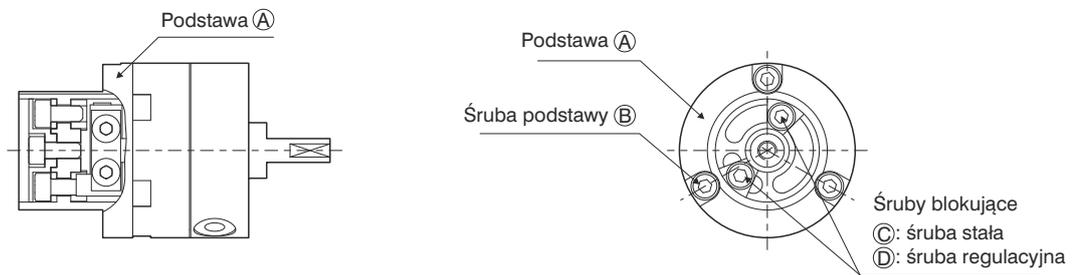 Podstawa Ⓐ
Podstawa Ⓐ
Śruba podstawy Ⓑ
Śruby blokujące
Ⓒ: śruba stała
Ⓓ: śruba regulacyjna